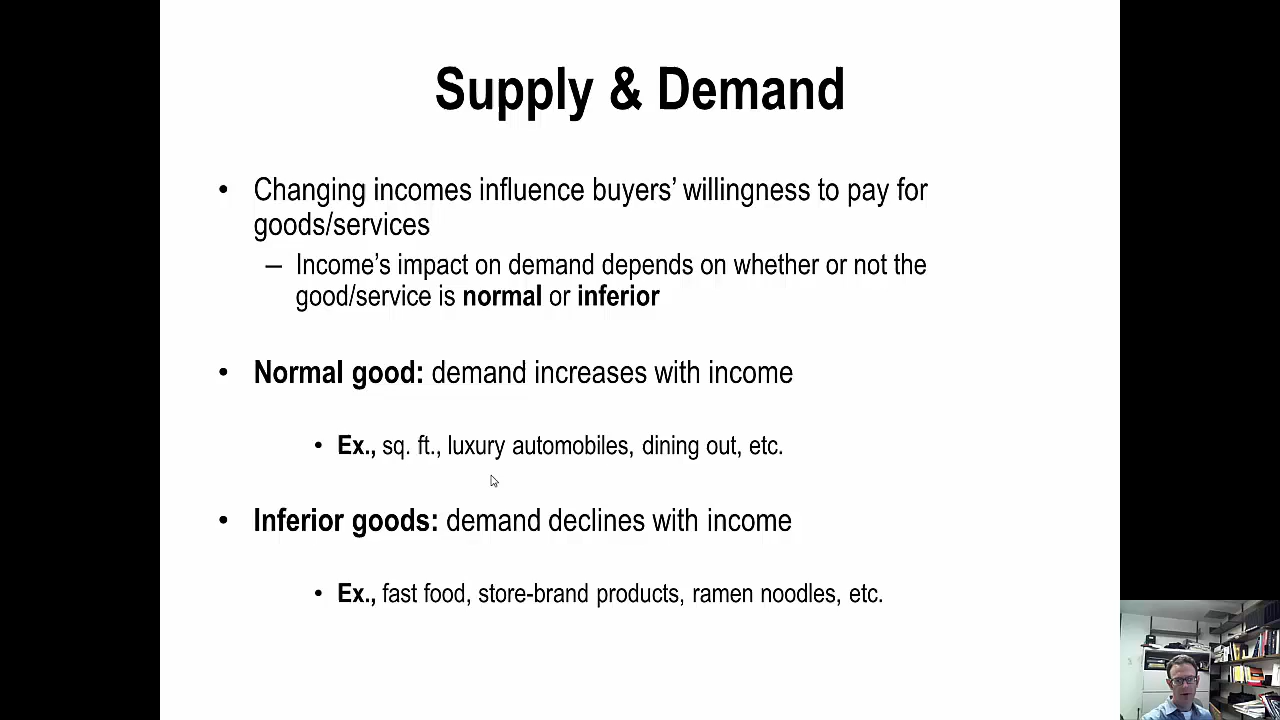 Supply & Demand
• Changing incomes influence buyers’ willingness to pay for
goods/services
– Income’s impact on demand depends on whether or not the
good/service is normal or inferior
• Normal good: demand increases with income
• Ex., sq. ft., luxury automobiles, dining out, etc.
• Inferior goods: demand declines with income
• Ex., fast food, store-brand products, ramen noodles, etc.